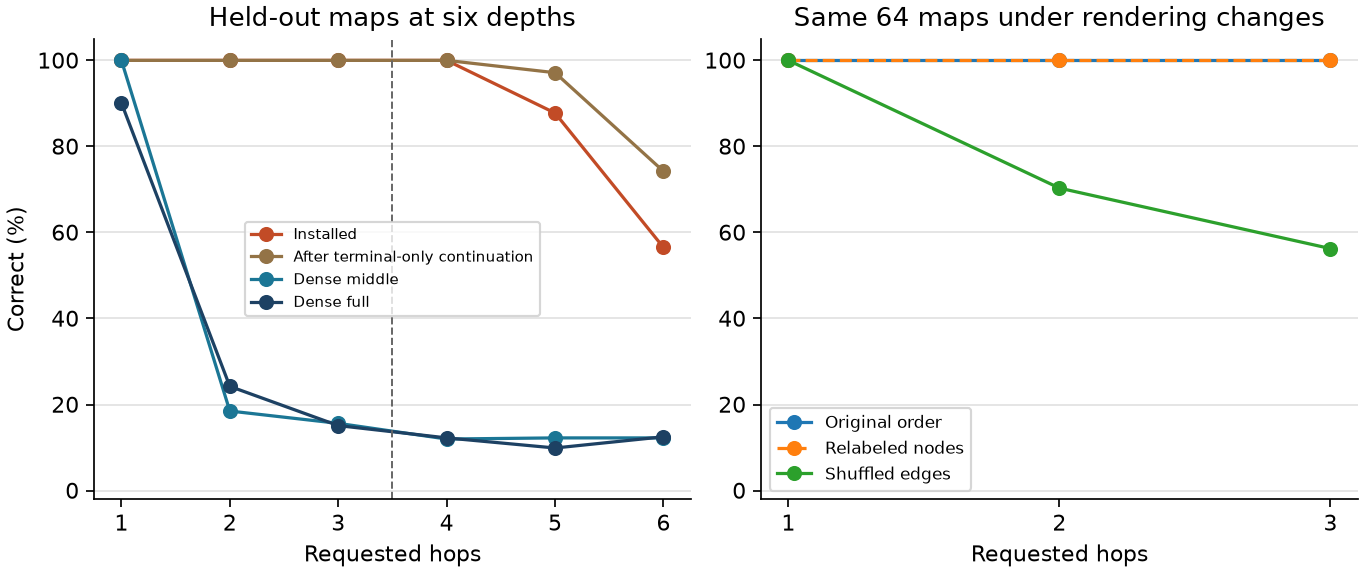 Held-out maps at six depths
Correct (%)
100
80
60
40
20
0
Installed
After terminal-only continuation
Dense middle
Dense full
1 2 3 4 5 6
Requested hops
Same 64 maps under rendering changes
100
80
60
40
20
0
Original order
Relabeled nodes
Shuffled edges
1 2 3
Requested hops